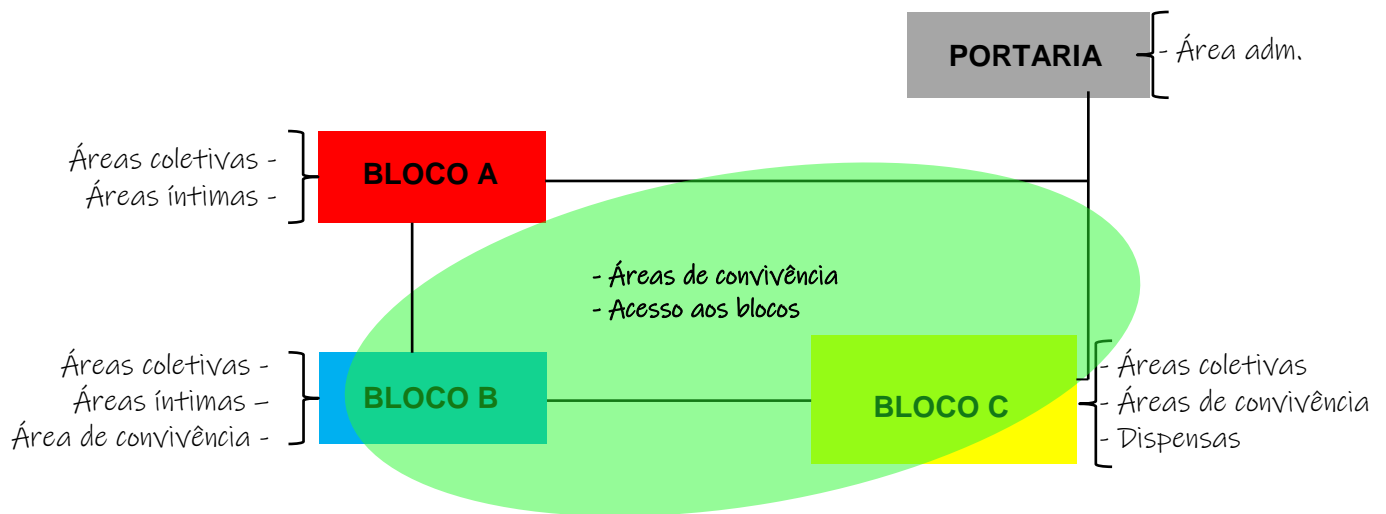 PORTARIA
- Área adm.
Áreas coletivas -
Áreas íntimas -
BLOCO A
- Áreas de convivência
- Acesso aos blocos
Áreas coletivas -
Áreas íntimas –
Área de convivência -
BLOCO B
BLOCO C
- Áreas coletivas
- Áreas de convivência
- Dispensas